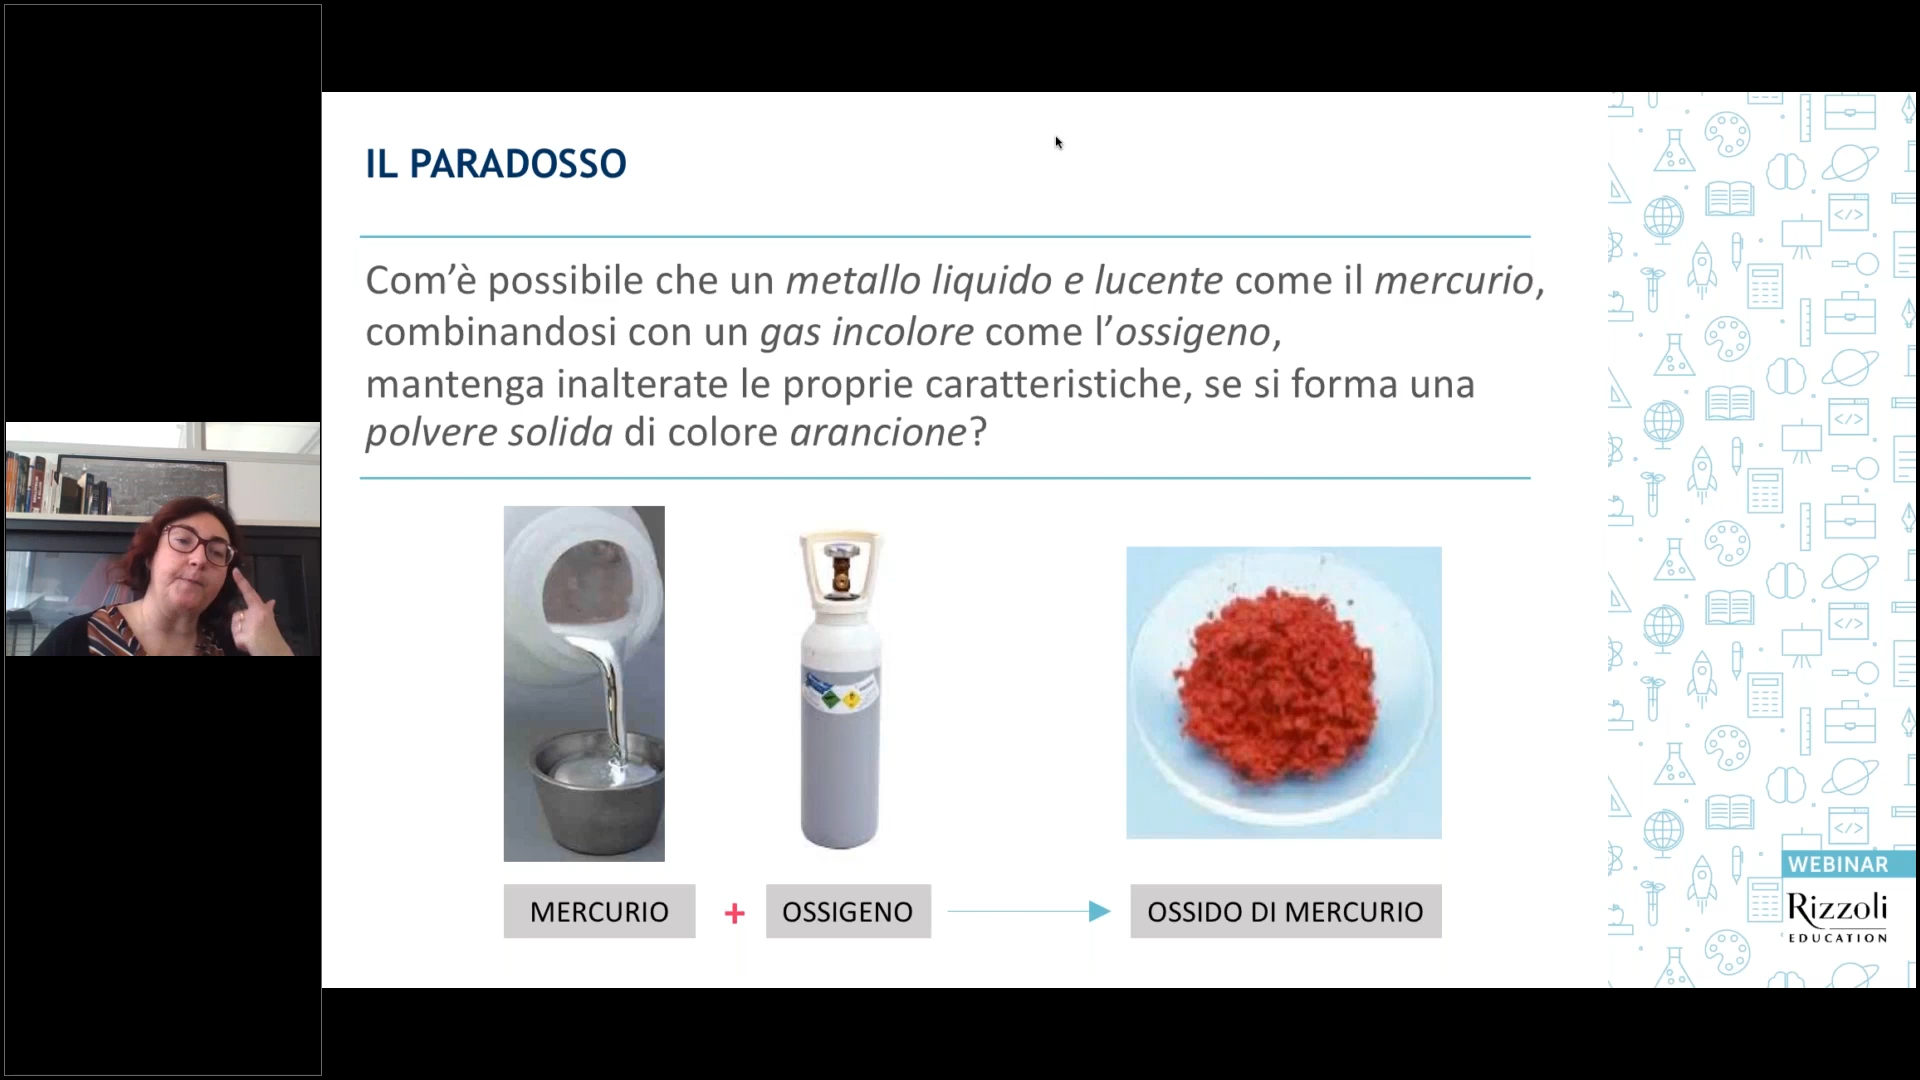 IL PARADOSSO
Com’è possibile che un metallo liquido e lucente come il mercurio,
combinandosi con un gas incolore come l’ossigeno,
mantenga inalterate le proprie caratteristiche, se si forma una
polvere solida di colore arancione?
MERCURIO + OSSIGENO OSSIDO DI MERCURIO
WEBINAR
Rizzoli
EDUCATION